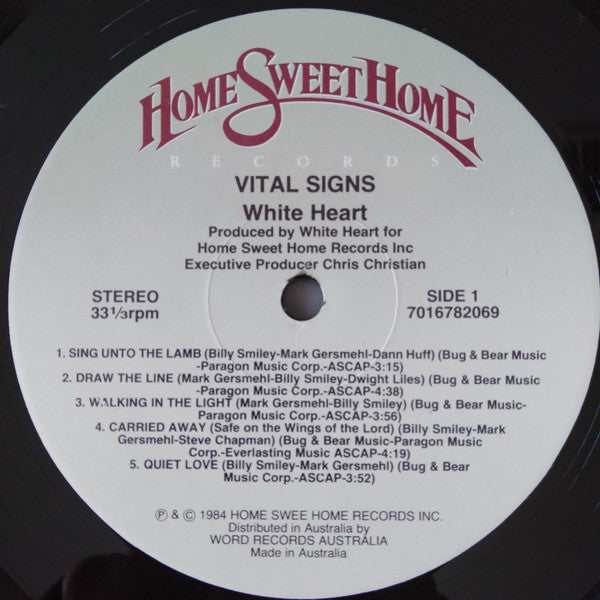 HOME SWEET HOME
RECORDS
VITAL SIGNS
White Heart
Produced by White Heart for
Home Sweet Home Records Inc
Executive Producer Chris Christian
STEREO
33⅓rpm
SIDE 1
7016782069
1. SING UNTO THE LAMB (Billy Smiley-Mark Gersmehl-Dann Huff) (Bug & Bear Music
-Paragon Music Corp.-ASCAP-3:15)
2. DRAW THE LINE (Mark Gersmehl-Billy Smiley-Dwight Liles) (Bug & Bear Music
-Paragon Music Corp.-ASCAP-4:38)
3. WALKING IN THE LIGHT (Mark Gersmehl-Billy Smiley) (Bug & Bear Music-
Paragon Music Corp.-ASCAP-3:56)
4. CARRIED AWAY (Safe on the Wings of the Lord) (Billy Smiley-Mark
Gersmehl-Steve Chapman) (Bug & Bear Music-Paragon Music
Corp.-Everlasting Music ASCAP-4:19)
5. QUIET LOVE (Billy Smiley-Mark Gersmehl) (Bug & Bear
Music Corp.-ASCAP-3:52)
℗ & © 1984 HOME SWEE HOME RECORDS INC.
Distributed in Australia by
WORD RECORDS AUSTRALIA
Made in Australia